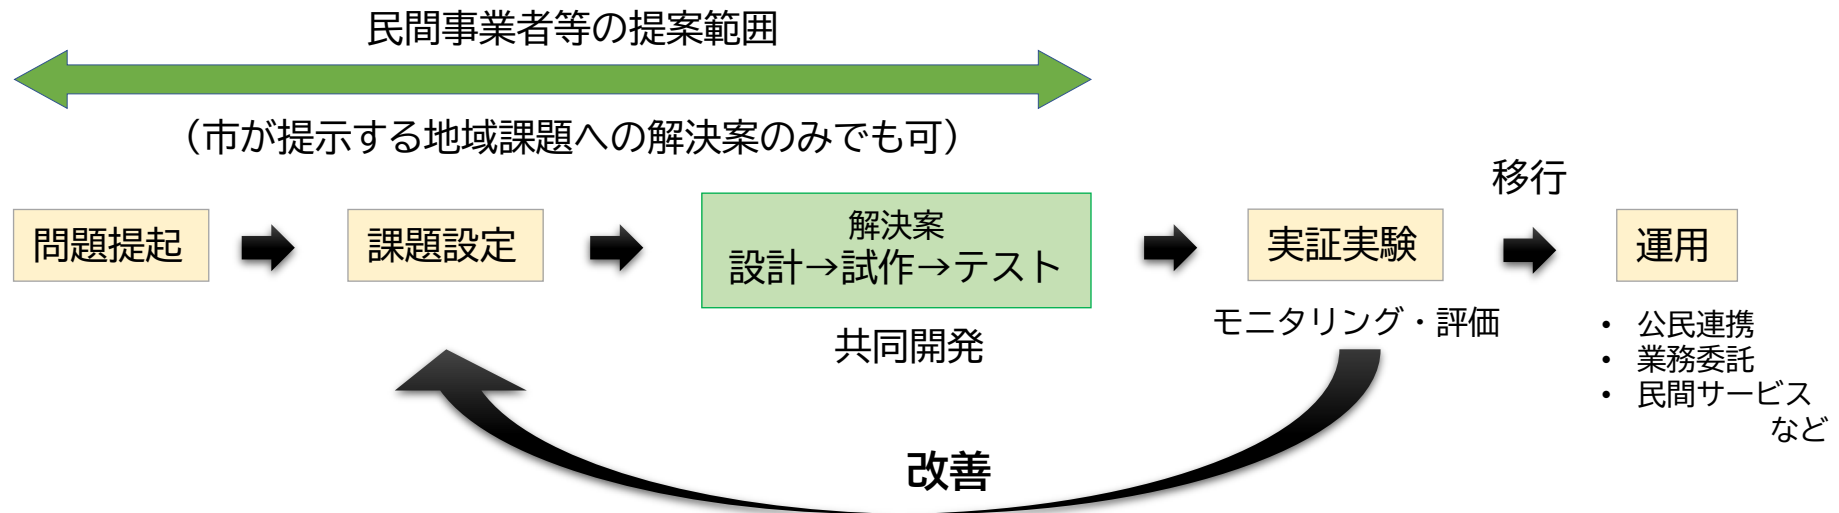 民間事業者等の提案範囲
（市が提示する地域課題への解決案のみでも可）
移行
問題提起
課題設定
解決案
設計→試作→テスト
実証実験
運用
共同開発
モニタリング・評価
• 公民連携
• 業務委託
• 民間サービス
など
改善